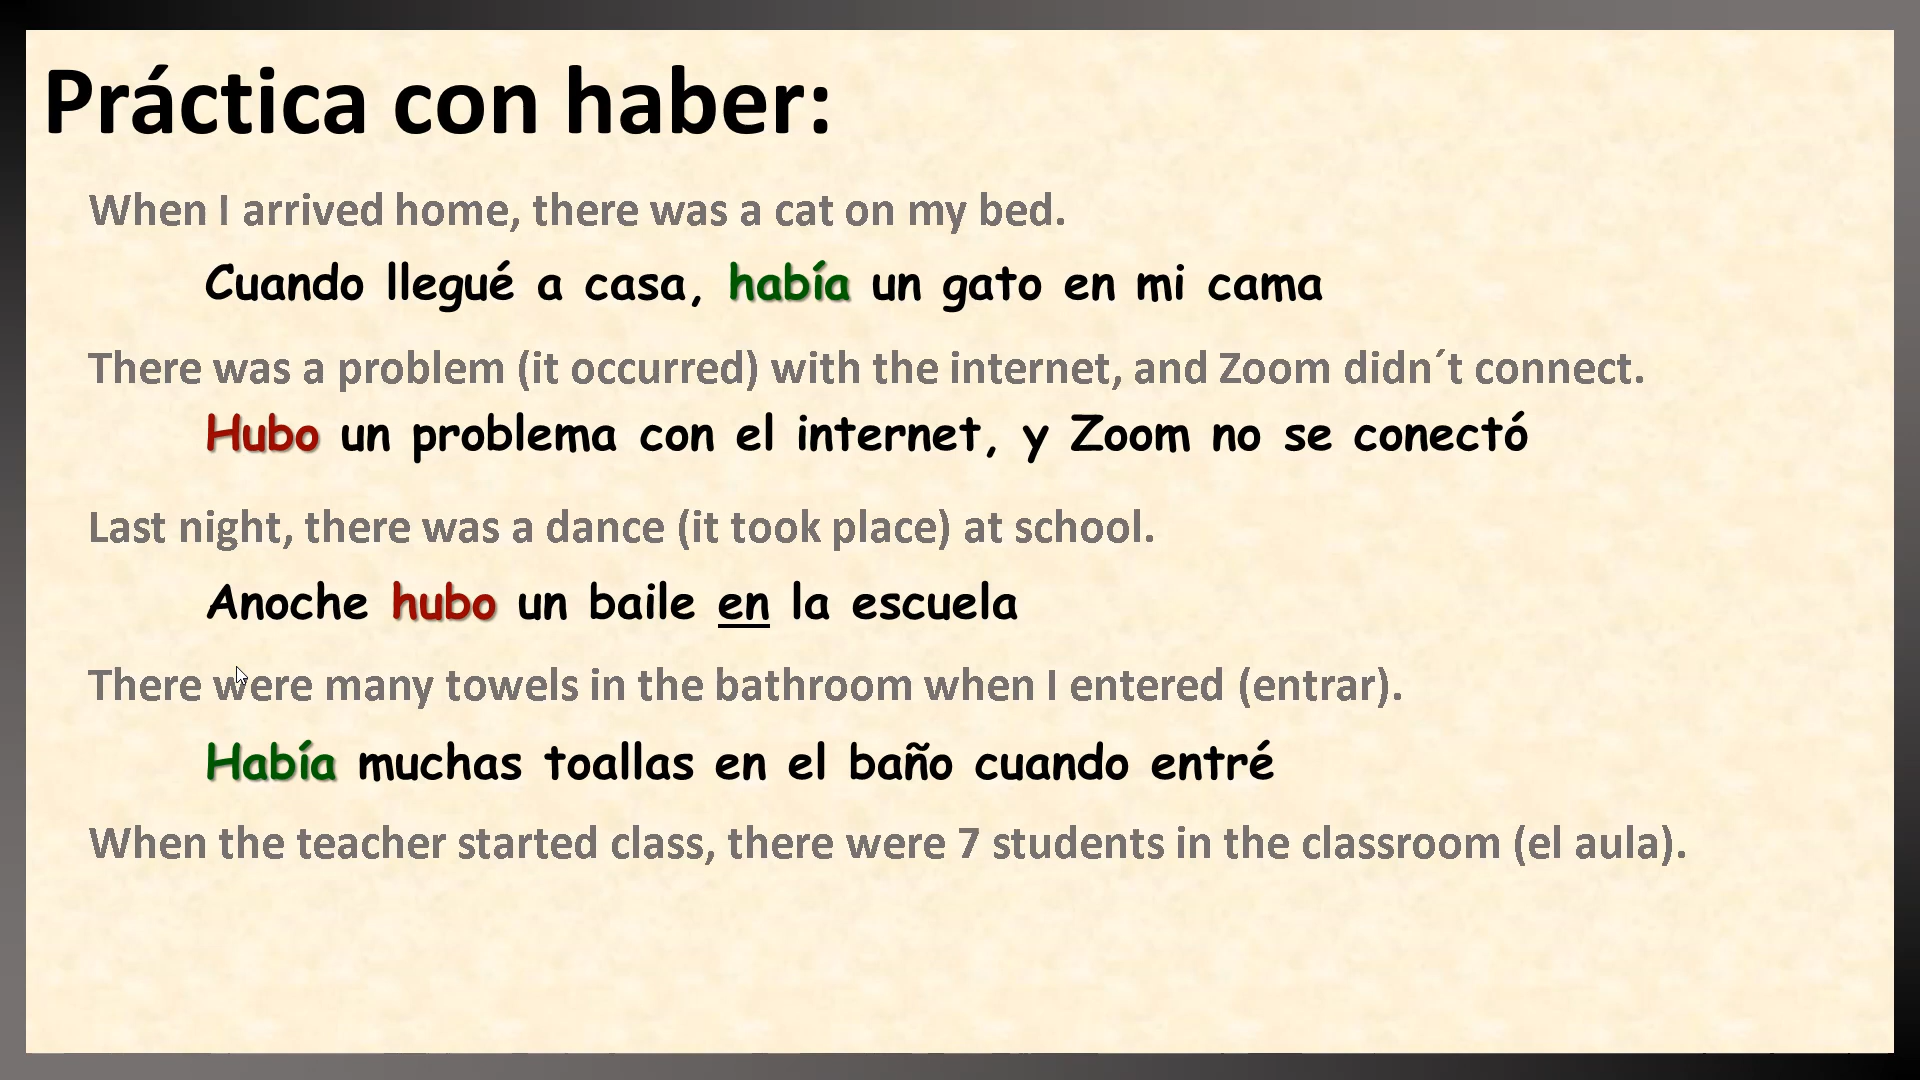 Práctica con haber:
When I arrived home, there was a cat on my bed.
Cuando llegué a casa, había un gato en mi cama
There was a problem (it occurred) with the internet, and Zoom didn´t connect.
Hubo un problema con el internet, y Zoom no se conectó
Last night, there was a dance (it took place) at school.
Anoche hubo un baile en la escuela
There were many towels in the bathroom when I entered (entrar).
Había muchas toallas en el baño cuando entré
When the teacher started class, there were 7 students in the classroom (el aula).